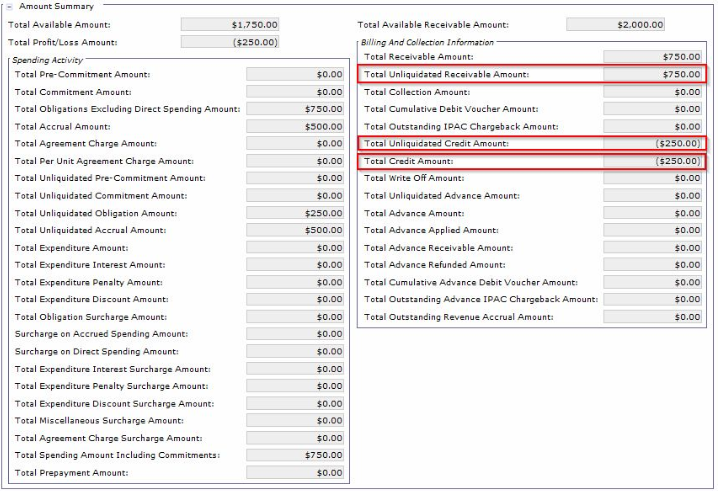 Amount Summary
Total Available Amount: $1,750.00
Total Profit/Loss Amount: ($250.00)
Spending Activity
Total Pre-Commitment Amount: $0.00
Total Commitment Amount: $0.00
Total Obligations Excluding Direct Spending Amount: $750.00
Total Accrual Amount: $500.00
Total Agreement Charge Amount: $0.00
Total Per Unit Agreement Charge Amount: $0.00
Total Unliquidated Pre-Commitment Amount: $0.00
Total Unliquidated Commitment Amount: $0.00
Total Unliquidated Obligation Amount: $250.00
Total Unliquidated Accrual Amount: $500.00
Total Expenditure Amount: $0.00
Total Expenditure Interest Amount: $0.00
Total Expenditure Penalty Amount: $0.00
Total Expenditure Discount Amount: $0.00
Total Obligation Surcharge Amount: $0.00
Surcharge on Accrued Spending Amount: $0.00
Surcharge on Direct Spending Amount: $0.00
Total Expenditure Interest Surcharge Amount: $0.00
Total Expenditure Penalty Surcharge Amount: $0.00
Total Expenditure Discount Surcharge Amount: $0.00
Total Miscellaneous Surcharge Amount: $0.00
Total Agreement Charge Surcharge Amount: $0.00
Total Spending Amount Including Commitments: $750.00
Total Prepayment Amount: $0.00
Total Available Receivable Amount: $2,000.00
Billing And Collection Information
Total Receivable Amount: $750.00
Total Unliquidated Receivable Amount: $750.00
Total Collection Amount: $0.00
Total Cumulative Debit Voucher Amount: $0.00
Total Outstanding IPAC Chargeback Amount: $0.00
Total Unliquidated Credit Amount: ($250.00)
Total Credit Amount: ($250.00)
Total Write Off Amount: $0.00
Total Unliquidated Advance Amount: $0.00
Total Advance Amount: $0.00
Total Advance Applied Amount: $0.00
Total Advance Receivable Amount: $0.00
Total Advance Refunded Amount: $0.00
Total Cumulative Advance Debit Voucher Amount: $0.00
Total Outstanding Advance IPAC Chargeback Amount: $0.00
Total Outstanding Revenue Accrual Amount: $0.00